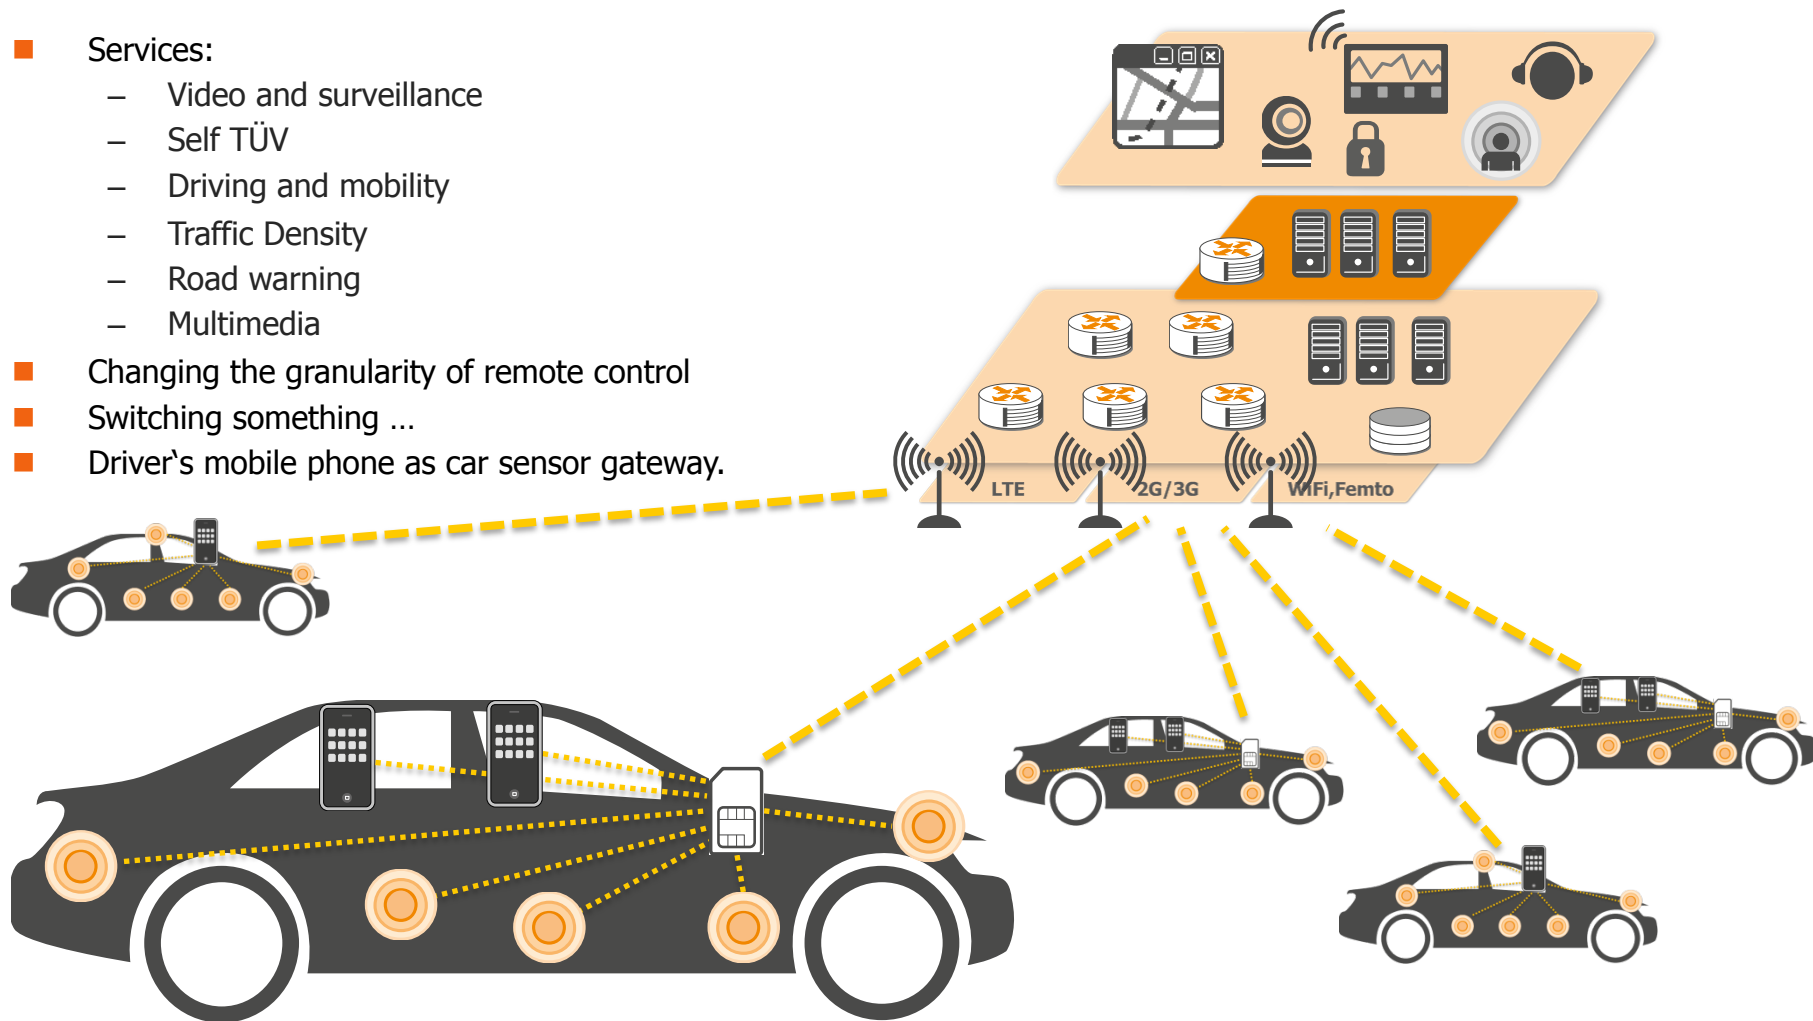 Services:
– Video and surveillance
– Self TÜV
– Driving and mobility
– Traffic Density
– Road warning
– Multimedia
Changing the granularity of remote control
Switching something ...
Driver‘s mobile phone as car sensor gateway.
LTE
2G/3G
WiFi,Femto